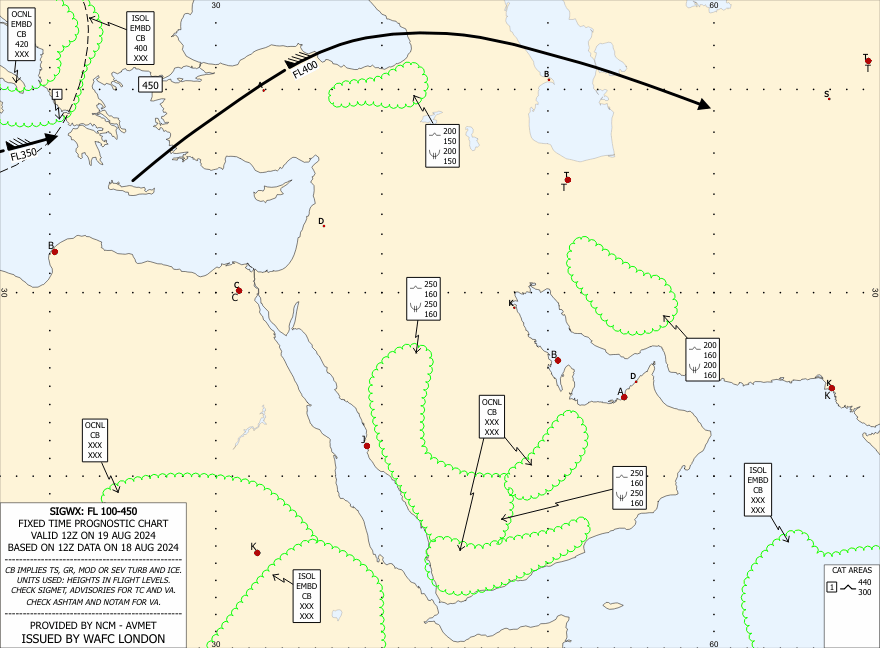 30
60
OCNL
EMBD
CB
420
XXX
ISOL
EMBD
CB
400
XXX
450
1
FL350
FL400
T
T
B
S
200
150
200
150
T
T
B
D
C
C
30
30
250
160
250
160
K
200
160
200
160
B
D
A
K
K
OCNL
CB
XXX
XXX
J
OCNL
CB
XXX
XXX
250
160
250
160
ISOL
EMBD
CB
XXX
XXX
K
ISOL
EMBD
CB
XXX
XXX
SIGWX: FL 100-450
FIXED TIME PROGNOSTIC CHART
VALID 12Z ON 19 AUG 2024
BASED ON 12Z DATA ON 18 AUG 2024
CB IMPLIES TS, GR, MOD OR SEV TURB AND ICE.
UNITS USED: HEIGHTS IN FLIGHT LEVELS.
CHECK SIGMET, ADVISORIES FOR TC AND VA.
CHECK ASHTAM AND NOTAM FOR VA.
PROVIDED BY NCM - AVMET
ISSUED BY WAFC LONDON
CAT AREAS
1 440
300
30
60